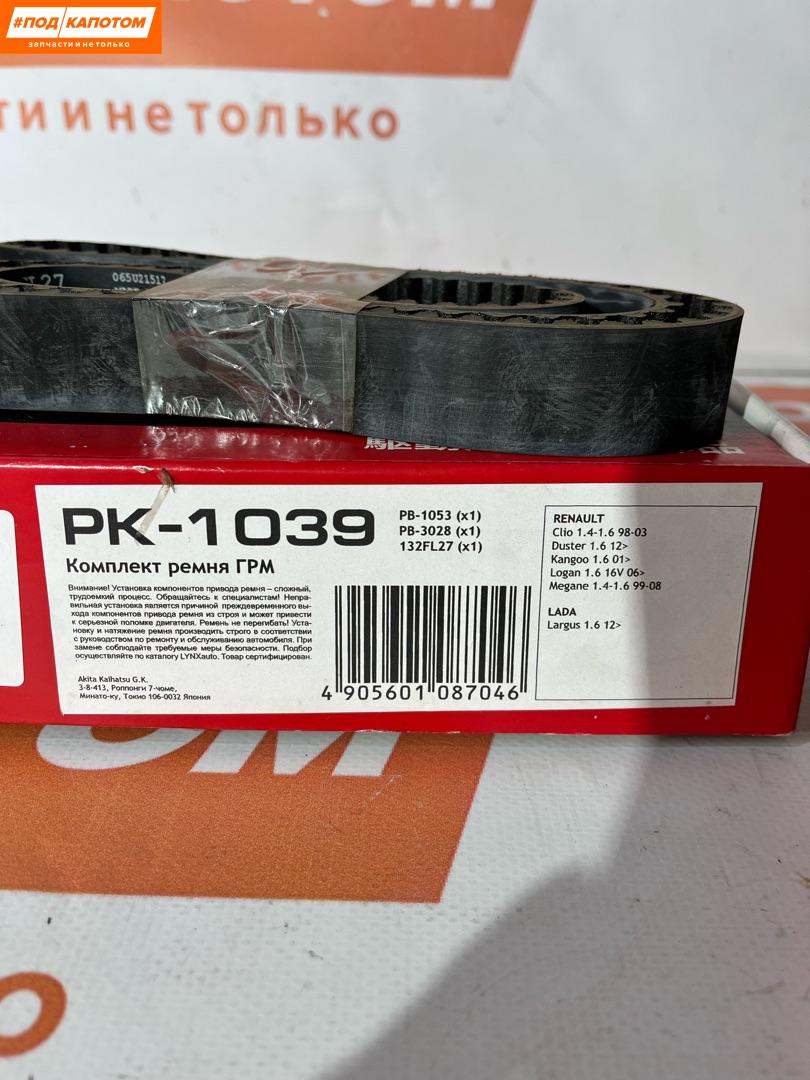 #ПОД КАПОТОМ
запчасти и не только
ти и не только
27
065U21517
PK-1039
PB-1053 (x1)
PB-3028 (x1)
132FL27 (x1)
Комплект ремня ГРМ
Внимание! Установка компонентов привода ремня – сложный,
трудоемкий процесс. Обращайтесь к специалистам! Непра-
вильная установка является причиной преждевременного вы-
хода компонентов привода ремня из строя и может привести
к серьезной поломке двигателя. Ремень не перегибать! Уста-
новку и натяжение ремня производить строго в соответствии
с руководством по ремонту и обслуживанию автомобиля. При
замене соблюдайте требуемые меры безопасности. Подбор
осуществляйте по каталогу LYNXauto. Товар сертифицирован.
Akita Kaihatsu G.K.
3-8-413, Роппонги 7-чоме,
Минато-ку, Токио 106-0032 Япония
4 905601 087046
RENAULT
Clio 1.4-1.6 98-03
Duster 1.6 12>
Kangoo 1.6 01>
Logan 1.6 16V 06>
Megane 1.4-1.6 99-08
LADA
Largus 1.6 12>
ОМ